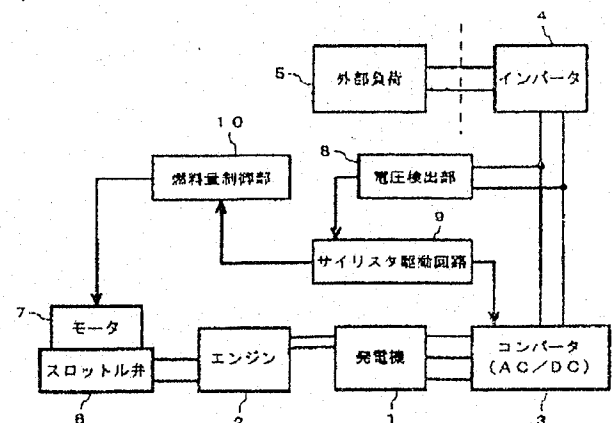 4
5
外部負荷
インバータ
10
8
燃料量制御部
電圧検出部
9
サイリスタ駆動回路
7
モータ
スロットル弁
エンジン
発電機
コンバータ
(AC/DC)
6
2
1
3